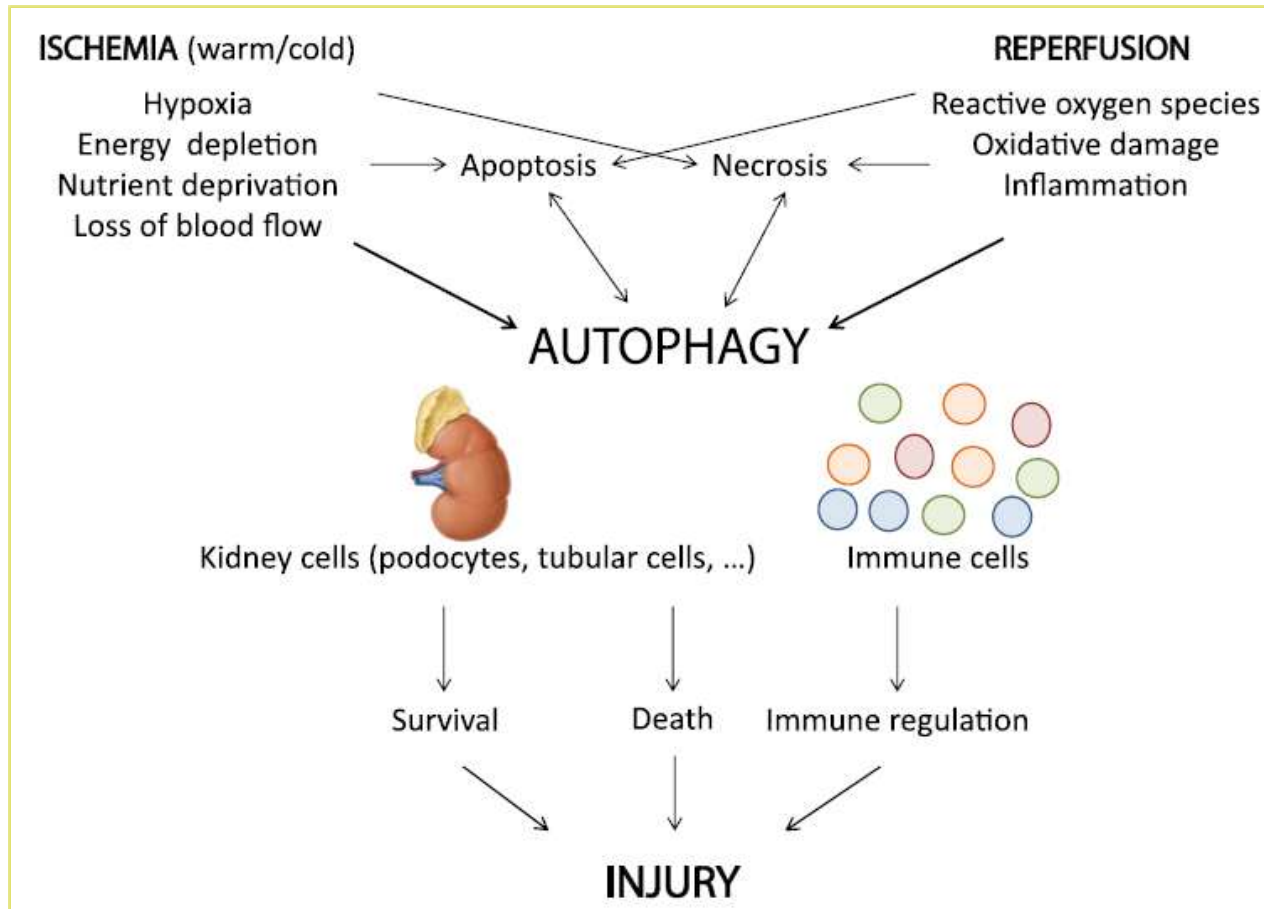 ISCHEMIA (warm/cold)
Hypoxia
Energy depletion
Nutrient deprivation
Loss of blood flow
REPERFUSION
Reactive oxygen species
Oxidative damage
Inflammation
Apoptosis
Necrosis
AUTOPHAGY
Kidney cells (podocytes, tubular cells, ...)
Immune cells
Survival
Death
Immune regulation
INJURY